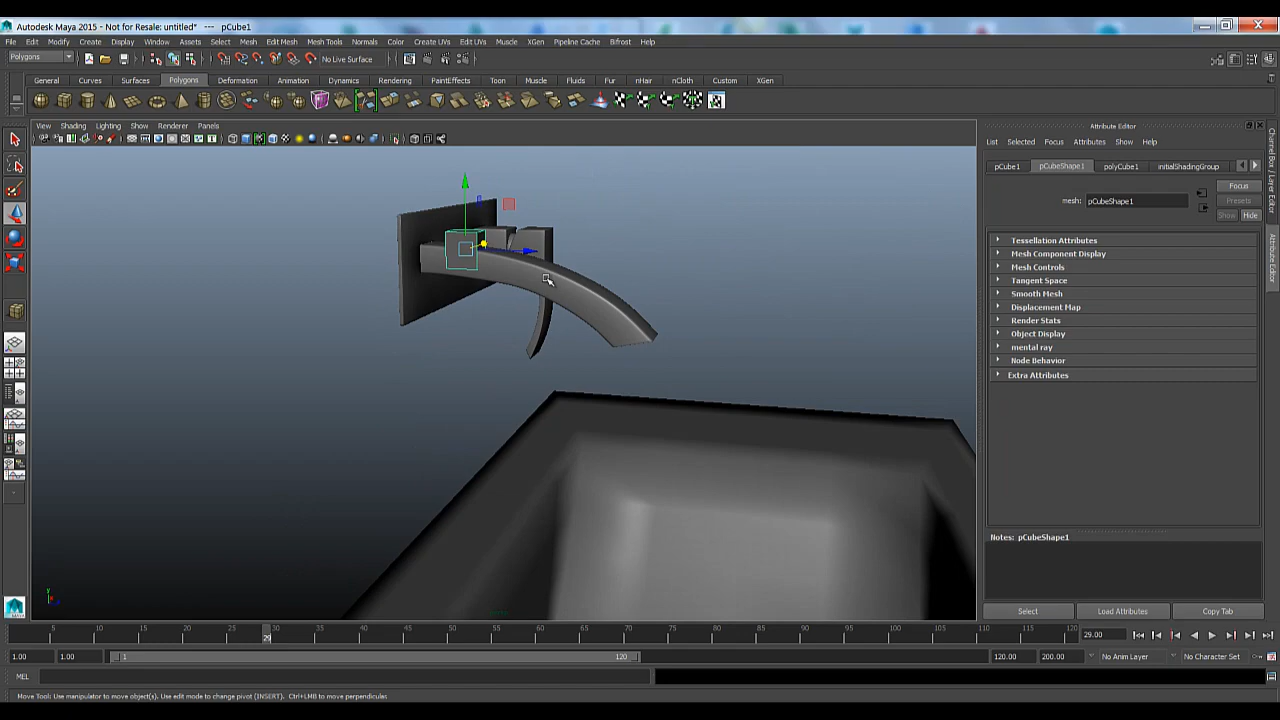 Autodesk Maya 2015 - Not for Resale: untitled* --- pCube1
File Edit Modify Create Display Window Assets Select Mesh Edit Mesh Mesh Tools Normals Color Create UVs Edit UVs Muscle XGen Pipeline Cache Bifrost Help
Polygons No Live Surface
General Curves Surfaces Polygons Deformation Animation Dynamics Rendering PaintEffects Toon Muscle Fluids Fur nHair nCloth Custom XGen
View Shading Lighting Show Renderer Panels
Attribute Editor
List Selected Focus Attributes Show Help
pCube1 pCubeShape1 polyCube1 initialShadingGroup
Focus
mesh: pCubeShape1
Presets
Show Hide
Tessellation Attributes
Mesh Component Display
Mesh Controls
Tangent Space
Smooth Mesh
Displacement Map
Render Stats
Object Display
mental ray
Node Behavior
Extra Attributes
Notes: pCubeShape1
Select Load Attributes Copy Tab
Channel Box / Layer Editor
Attribute Editor
y
5 10 15 20 25 30 35 40 45 50 55 60 65 70 75 80 85 90 95 100 105 110 115 120
29
29.00
1.00 1.00 1 120 120.00 200.00 No Anim Layer No Character Set
MEL
Move Tool: Use manipulator to move object(s). Use edit mode to change pivot (INSERT). Ctrl+LMB to move perpendicular.